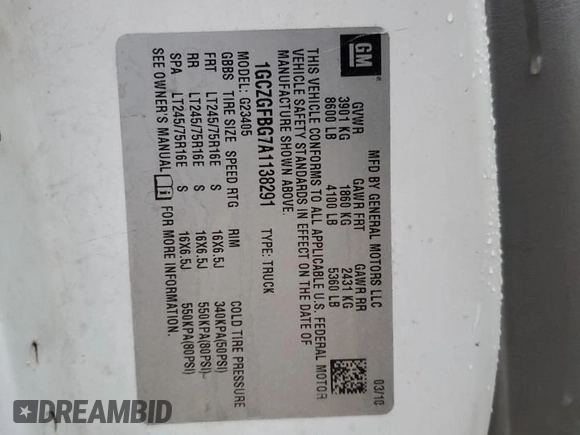 GM
MFD BY GENERAL MOTORS LLC
03/10
GVWR GAWR FRT GAWR RR
3901 KG 1860 KG 2431 KG
8600 LB 4100 LB 5360 LB
THIS VEHICLE CONFORMS TO ALL APPLICABLE U.S. FEDERAL MOTOR
VEHICLE SAFETY STANDARDS IN EFFECT ON THE DATE OF
MANUFACTURE SHOWN ABOVE.
1GCZGFBG7A1138291 TYPE: TRUCK
MODEL: G23405
GBBS TIRE SIZE SPEED RTG RIM COLD TIRE PRESSURE
FRT LT245/75R16E S 16X6.5J 340KPA(50PSI)
RR LT245/75R16E S 16X6.5J 550KPA(80PSI)
SPA LT245/75R16E S 16X6.5J 550KPA(80PSI)
SEE OWNER'S MANUAL i FOR MORE INFORMATION.
DREAMBID